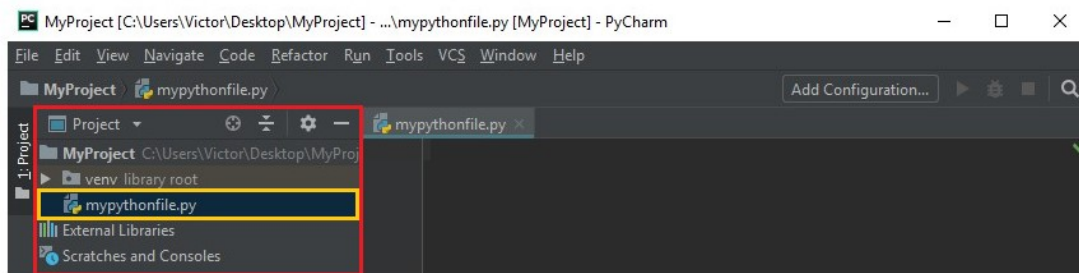 PC MyProject [C:\Users\Victor\Desktop\MyProject] - ...\mypythonfile.py [MyProject] - PyCharm
File Edit View Navigate Code Refactor Run Tools VCS Window Help
MyProject mypythonfile.py Add Configuration...
1: Project
Project mypythonfile.py
MyProject C:\Users\Victor\Desktop\MyProj
venv library root
mypythonfile.py
External Libraries
Scratches and Consoles